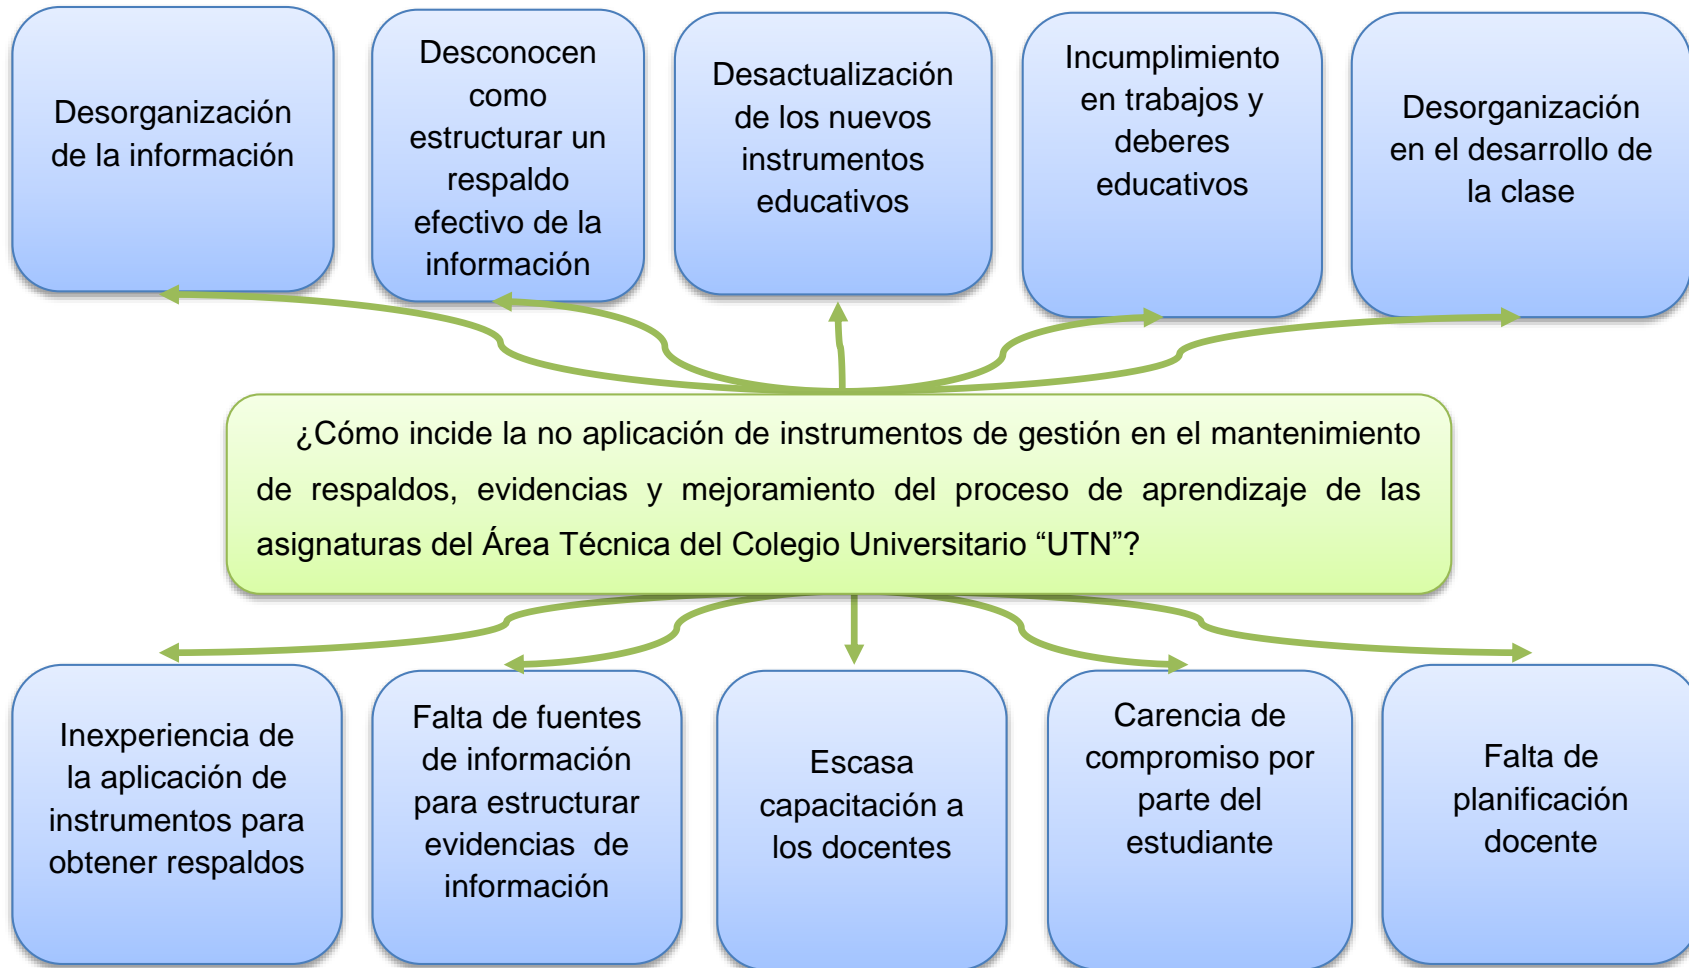 Desorganización
de la información
Desconocen
como
estructurar un
respaldo
efectivo de la
información
Desactualización
de los nuevos
instrumentos
educativos
Incumplimiento
en trabajos y
deberes
educativos
Desorganización
en el desarrollo de
la clase
¿Cómo incide la no aplicación de instrumentos de gestión en el mantenimiento
de respaldos, evidencias y mejoramiento del proceso de aprendizaje de las
asignaturas del Área Técnica del Colegio Universitario “UTN”?
Inexperiencia de
la aplicación de
instrumentos para
obtener respaldos
Falta de fuentes
de información
para estructurar
evidencias de
información
Escasa
capacitación a
los docentes
Carencia de
compromiso por
parte del
estudiante
Falta de
planificación
docente